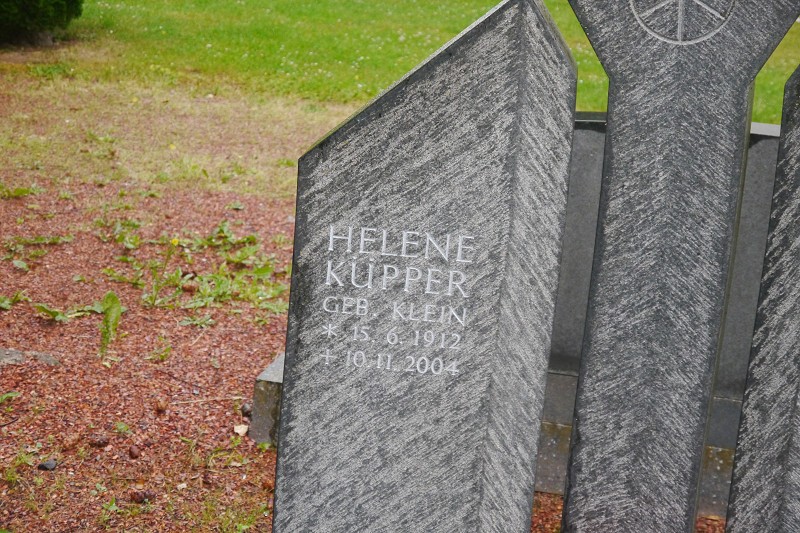 HELENE
KÜPPER
GEB. KLEIN
* 15. 6. 1912
† 10.11. 2004